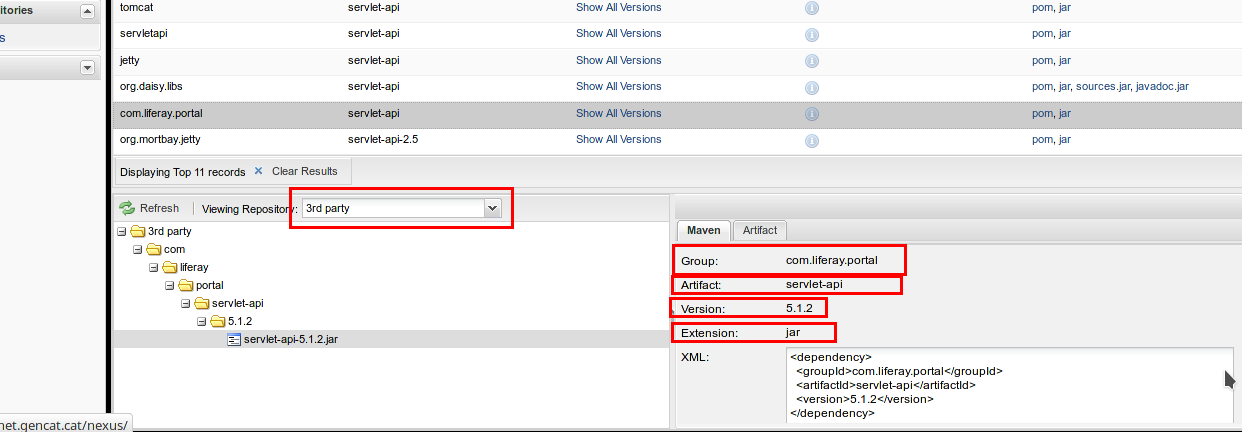 itories
s
tomcat servlet-api Show All Versions pom, jar
servletapi servlet-api Show All Versions pom, jar
jetty servlet-api Show All Versions pom, jar
org.daisy.libs servlet-api Show All Versions pom, jar, sources.jar, javadoc.jar
com.liferay.portal servlet-api Show All Versions pom, jar
org.mortbay.jetty servlet-api-2.5 Show All Versions pom, jar
Displaying Top 11 records Clear Results
Refresh Viewing Repository: 3rd party
3rd party
com
liferay
portal
servlet-api
5.1.2
servlet-api-5.1.2.jar
Maven Artifact
Group: com.liferay.portal
Artifact: servlet-api
Version: 5.1.2
Extension: jar
XML: <dependency>
<groupId>com.liferay.portal</groupId>
<artifactId>servlet-api</artifactId>
<version>5.1.2</version>
</dependency>
net.gencat.cat/nexus/